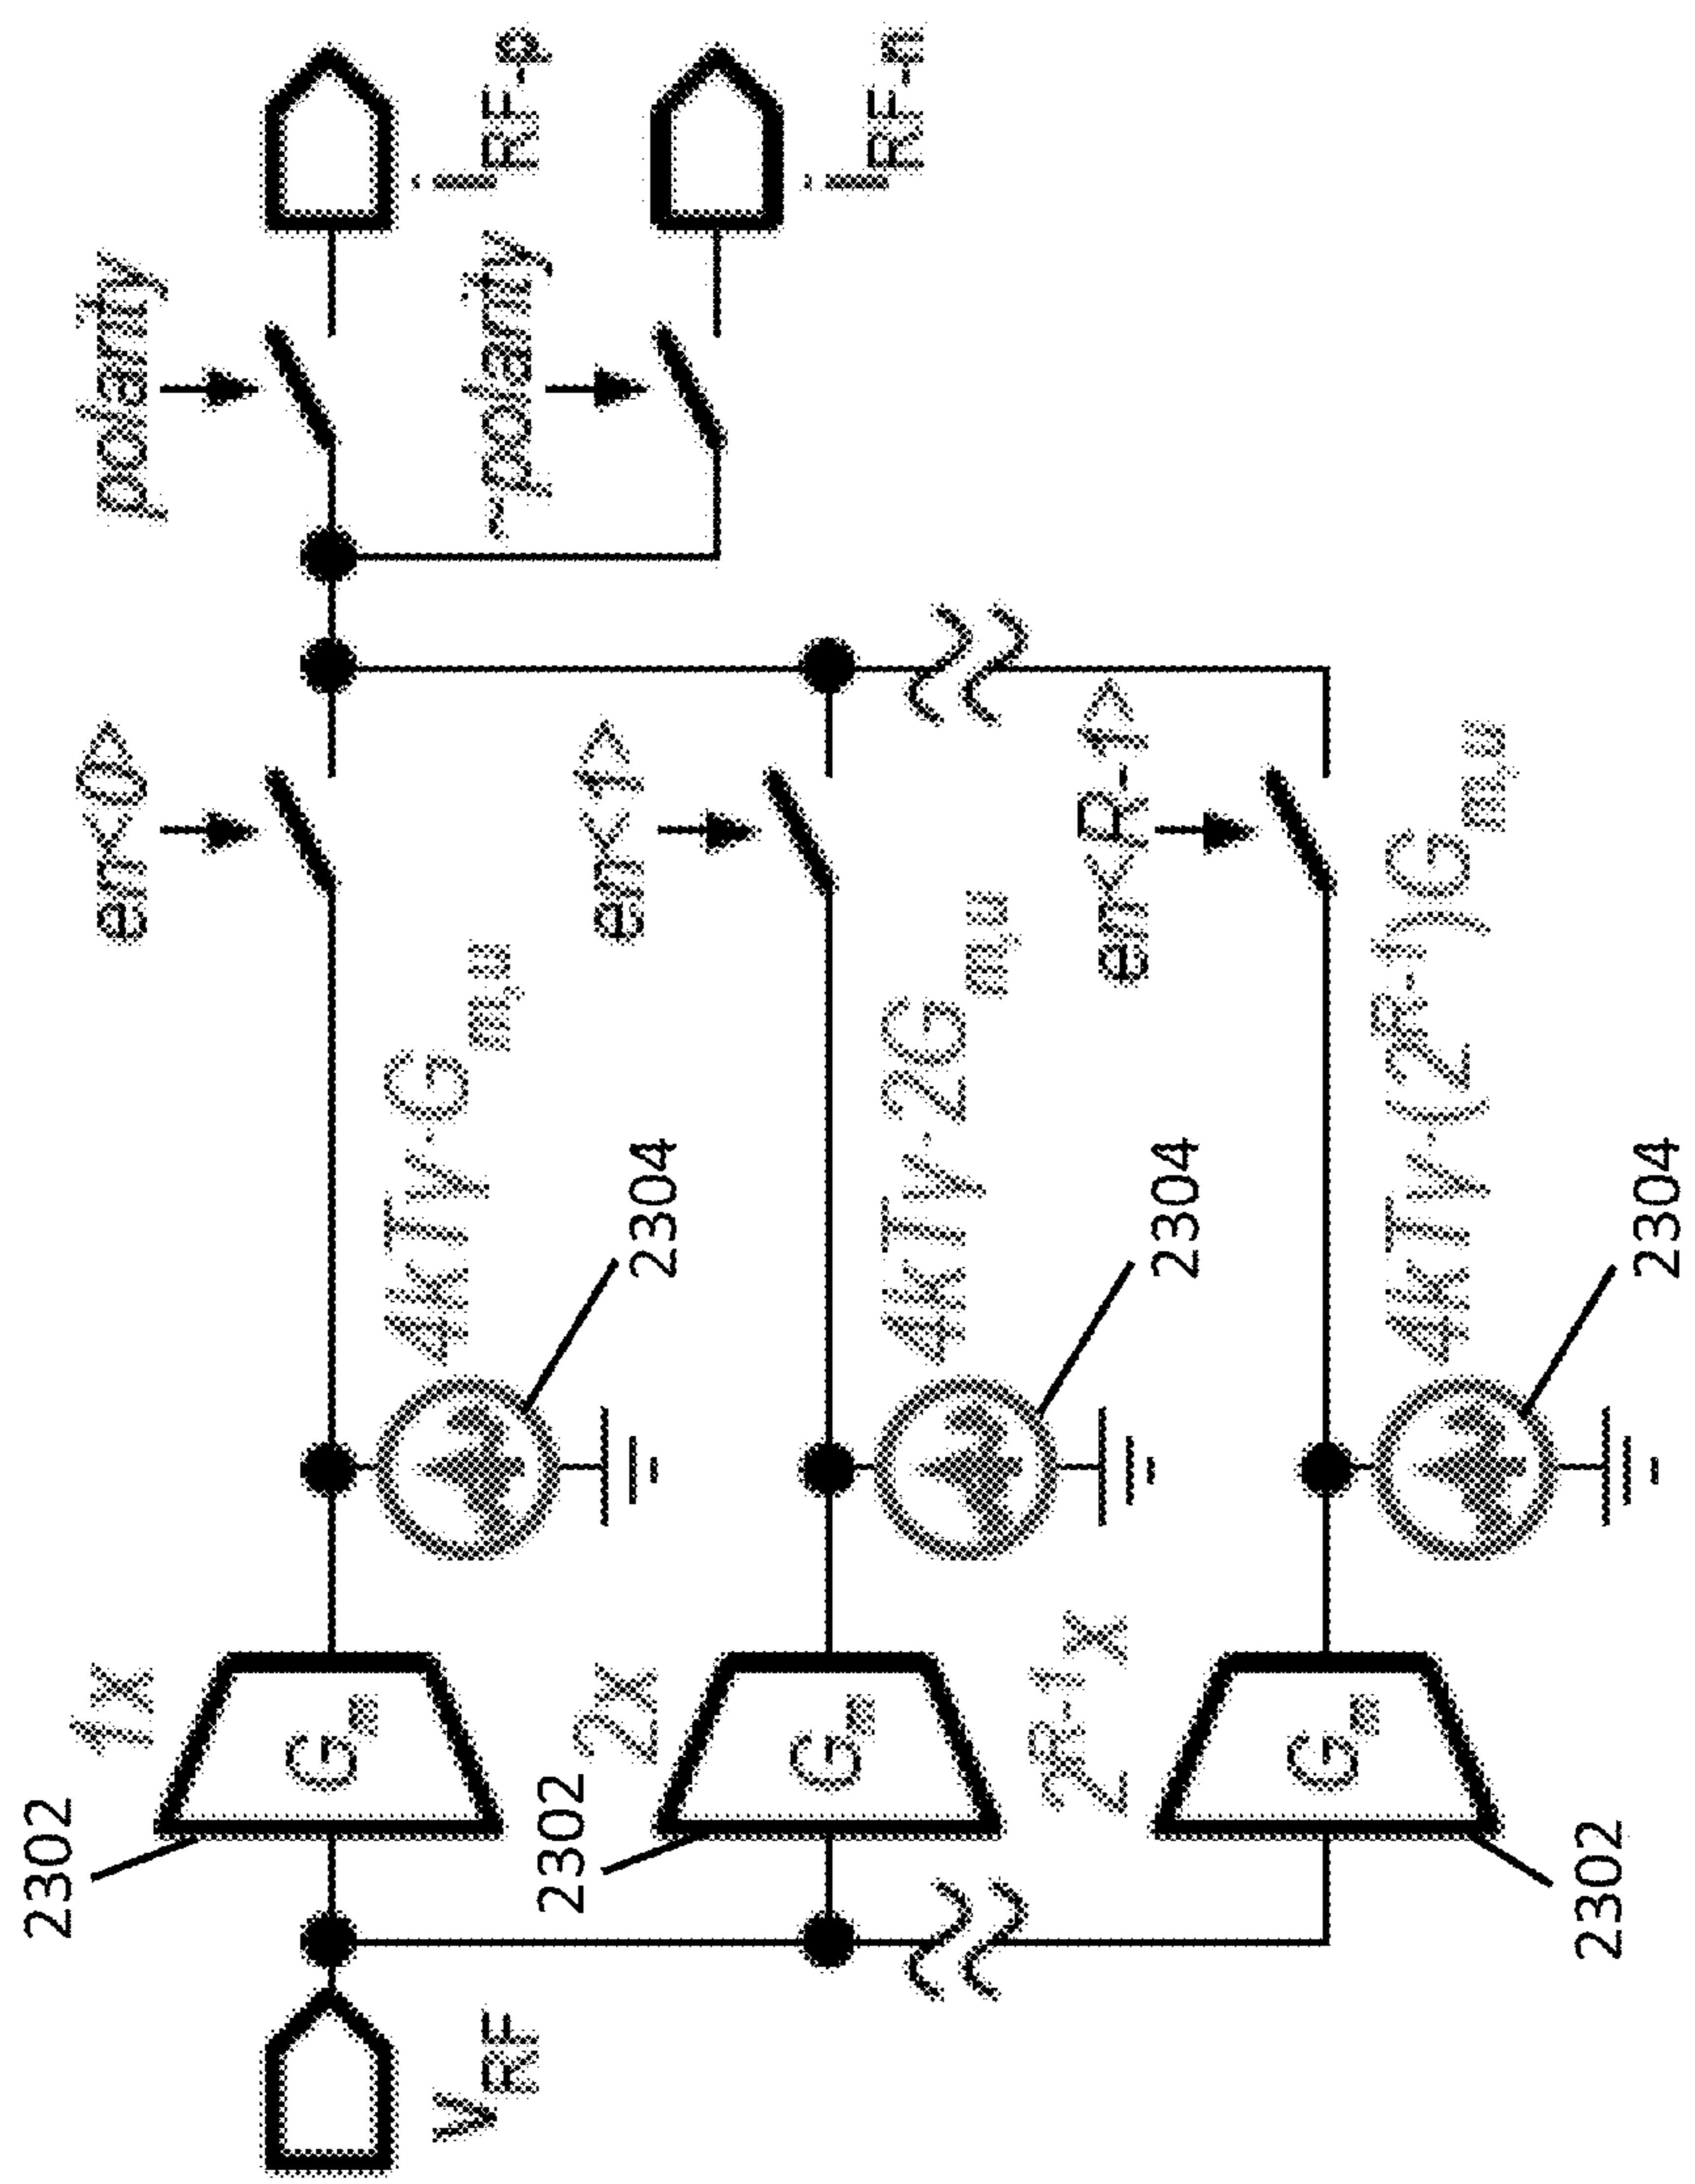 2302
1x
en<0>
polarity
V_RF
G_m
4kTγ·G_m,u
2304
i_RF-p
2302
2x
en<1>
~polarity
G_m
4kTγ·2G_m,u
2304
i_RF-n
2^R-1 x
en<R-1>
G_m
4kTγ·(2^R-1)G_m,u
2302
2304